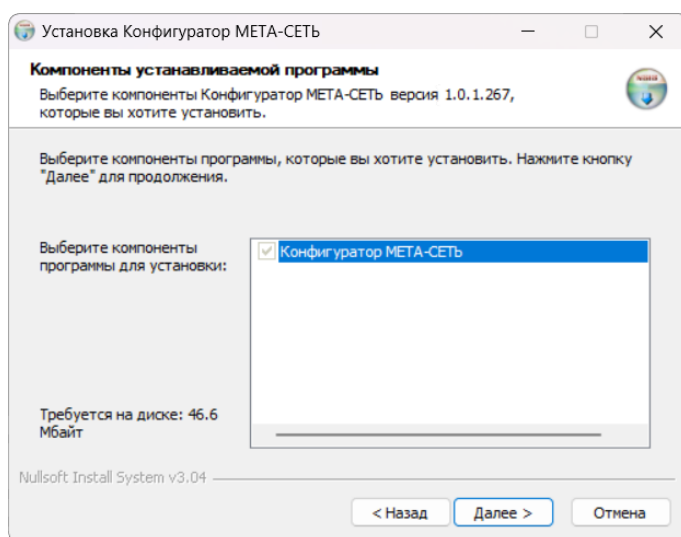 Установка Конфигуратор МЕТА-СЕТЬ
Компоненты устанавливаемой программы
Выберите компоненты Конфигуратор МЕТА-СЕТЬ версия 1.0.1.267,
которые вы хотите установить.
Выберите компоненты программы, которые вы хотите установить. Нажмите кнопку
"Далее" для продолжения.
Выберите компоненты
программы для установки:
Конфигуратор МЕТА-СЕТЬ
Требуется на диске: 46.6
Мбайт
Nullsoft Install System v3.04
< Назад
Далее >
Отмена